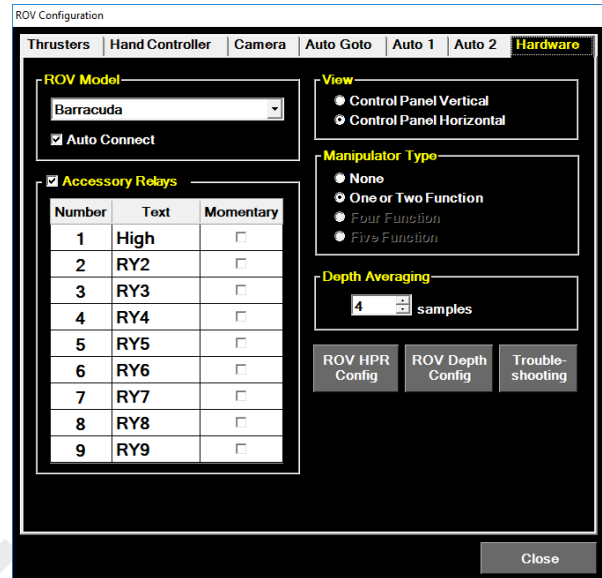 ROV Configuration
Thrusters Hand Controller Camera Auto Goto Auto 1 Auto 2 Hardware
ROV Model
Barracuda
Auto Connect
Accessory Relays
Number Text Momentary
1 High
2 RY2
3 RY3
4 RY4
5 RY5
6 RY6
7 RY7
8 RY8
9 RY9
View
Control Panel Vertical
Control Panel Horizontal
Manipulator Type
None
One or Two Function
Four Function
Five Function
Depth Averaging
4 samples
ROV HPR
Config
ROV Depth
Config
Trouble-
shooting
Close